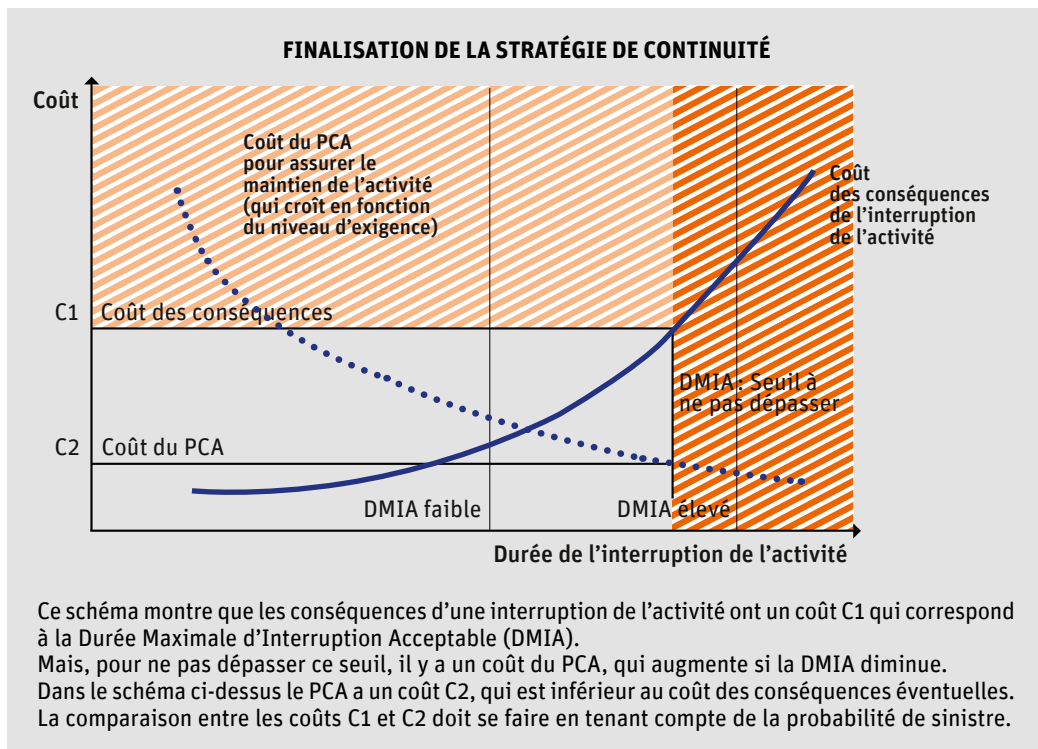 FINALISATION DE LA STRATÉGIE DE CONTINUITÉ
Coût
Coût du PCA
pour assurer le
maintien de l'activité
(qui croît en fonction
du niveau d'exigence)
Coût
des conséquences
de l'interruption
de l'activité
C1
Coût des conséquences
DMIA : Seuil à
ne pas dépasser
C2
Coût du PCA
DMIA faible
DMIA élevé
Durée de l'interruption de l'activité
Ce schéma montre que les conséquences d'une interruption de l'activité ont un coût C1 qui correspond
à la Durée Maximale d'Interruption Acceptable (DMIA).
Mais, pour ne pas dépasser ce seuil, il y a un coût du PCA, qui augmente si la DMIA diminue.
Dans le schéma ci-dessus le PCA a un coût C2, qui est inférieur au coût des conséquences éventuelles.
La comparaison entre les coûts C1 et C2 doit se faire en tenant compte de la probabilité de sinistre.